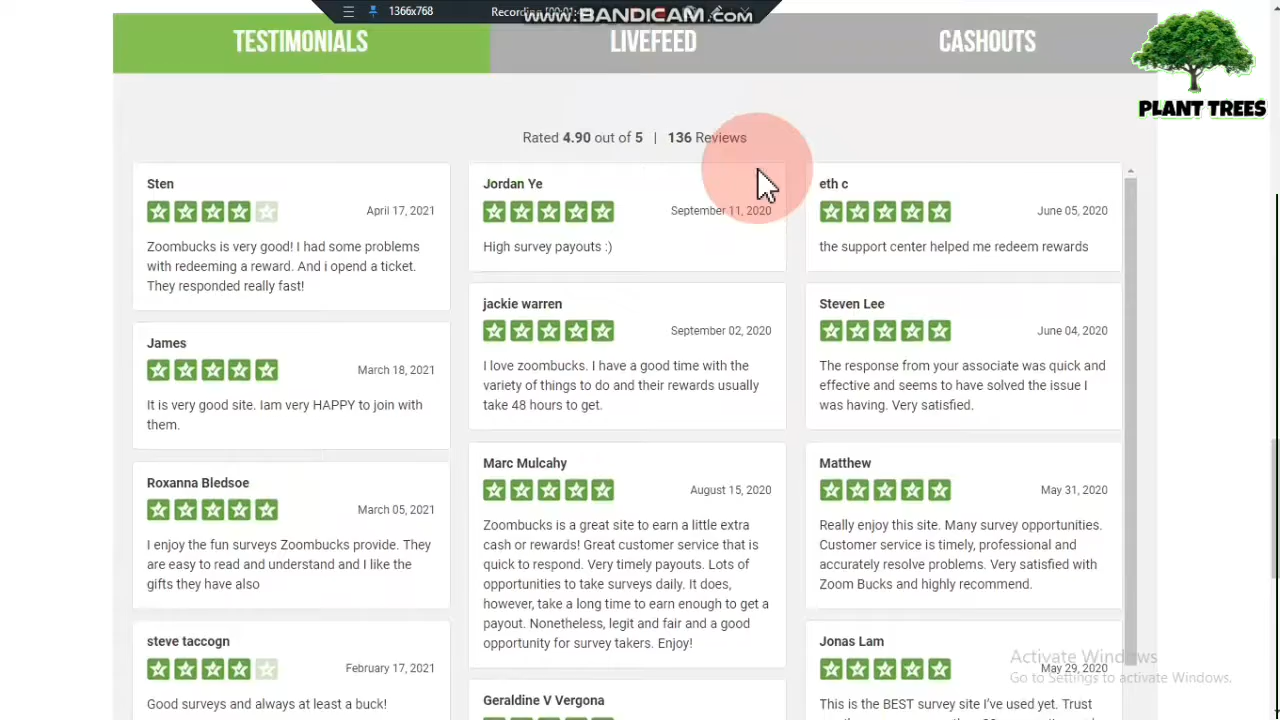 1366x768
Recording
www.BANDICAM.com
TESTIMONIALS
LIVEFEED
CASHOUTS
PLANT TREES
Rated 4.90 out of 5 | 136 Reviews
Sten
April 17, 2021
Zoombucks is very good! I had some problems
with redeeming a reward. And i opend a ticket.
They responded really fast!
James
March 18, 2021
It is very good site. Iam very HAPPY to join with
them.
Roxanna Bledsoe
March 05, 2021
I enjoy the fun surveys Zoombucks provide. They
are easy to read and understand and I like the
gifts they have also
steve taccogn
February 17, 2021
Good surveys and always at least a buck!
Jordan Ye
September 11, 2020
High survey payouts :)
jackie warren
September 02, 2020
I love zoombucks. I have a good time with the
variety of things to do and their rewards usually
take 48 hours to get.
Marc Mulcahy
August 15, 2020
Zoombucks is a great site to earn a little extra
cash or rewards! Great customer service that is
quick to respond. Very timely payouts. Lots of
opportunities to take surveys daily. It does,
however, take a long time to earn enough to get a
payout. Nonetheless, legit and fair and a good
opportunity for survey takers. Enjoy!
Geraldine V Vergona
eth c
June 05, 2020
the support center helped me redeem rewards
Steven Lee
June 04, 2020
The response from your associate was quick and
effective and seems to have solved the issue I
was having. Very satisfied.
Matthew
May 31, 2020
Really enjoy this site. Many survey opportunities.
Customer service is timely, professional and
accurately resolve problems. Very satisfied with
Zoom Bucks and highly recommend.
Jonas Lam
May 29, 2020
This is the BEST survey site I've used yet. Trust
Activate Windows
Go to Settings to activate Windows.